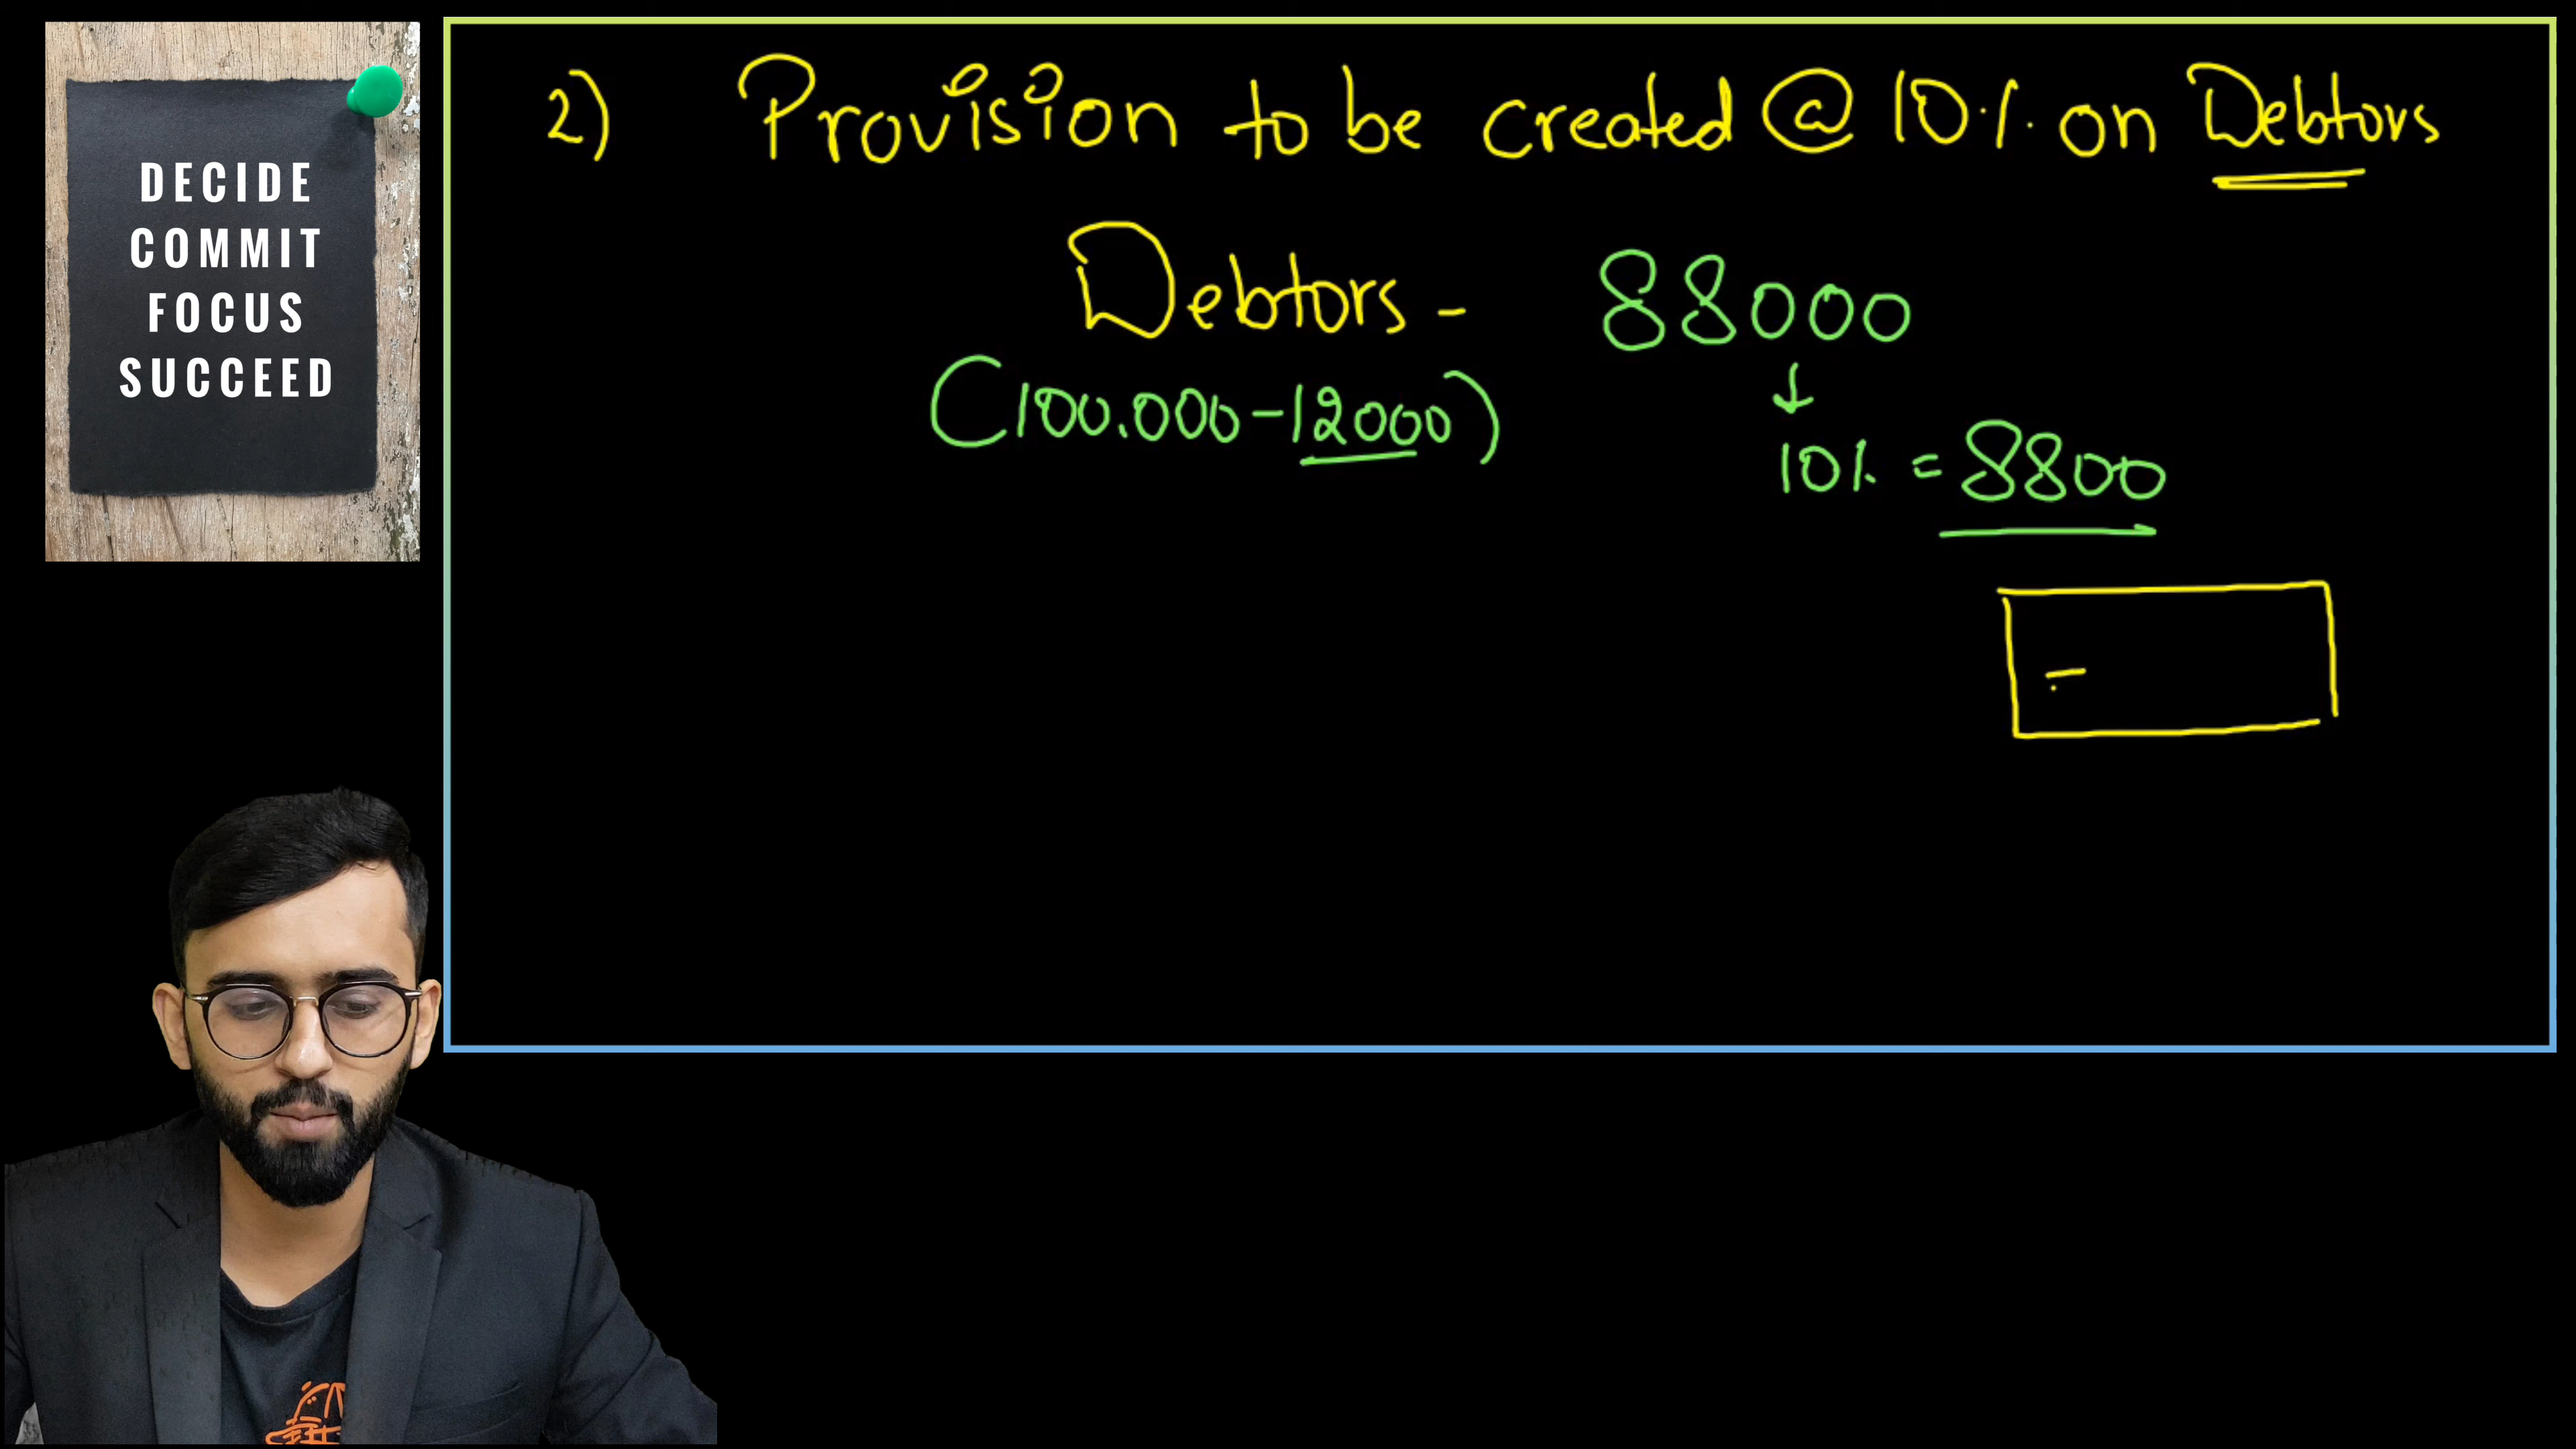 DECIDE
COMMIT
FOCUS
SUCCEED
2) Provision to be created @ 10% on Debtors
Debtors - 88000
(100.000-12000)
↓
10% = 8800